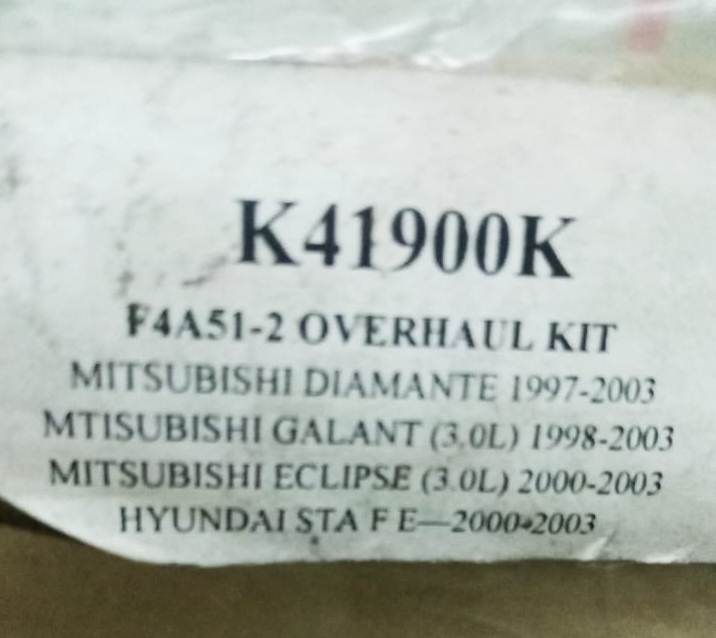 K41900K
F4A51-2 OVERHAUL KIT
MITSUBISHI DIAMANTE 1997-2003
MTISUBISHI GALANT (3.0L) 1998-2003
MITSUBISHI ECLIPSE (3.0L) 2000-2003
HYUNDAI STA F E—2000-2003